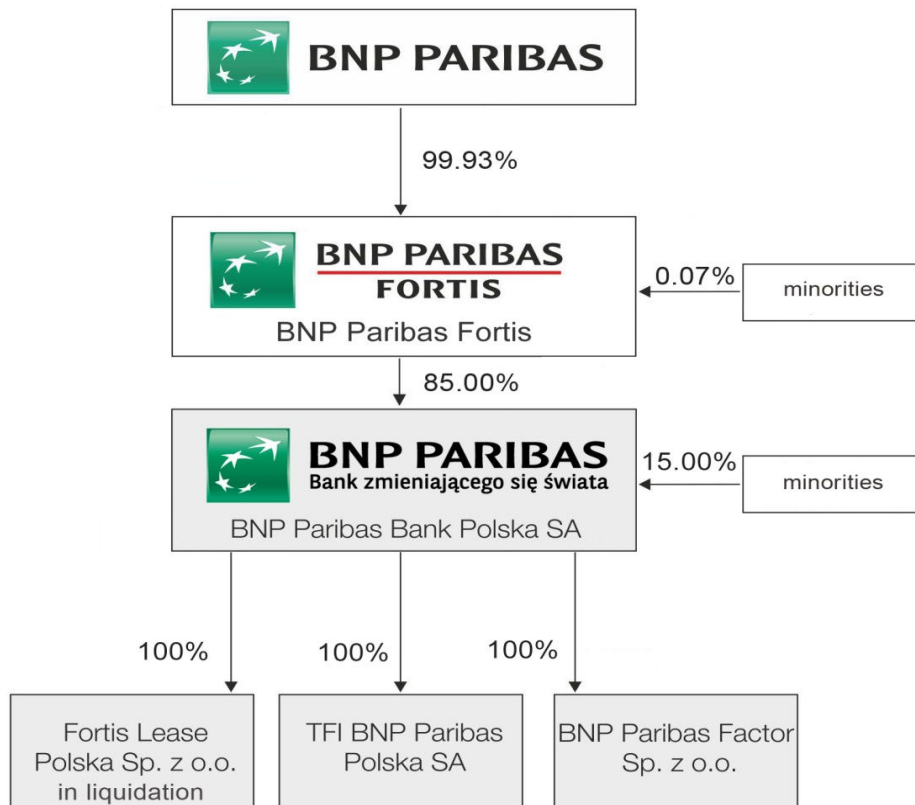 BNP PARIBAS
99.93%
BNP PARIBAS
FORTIS
BNP Paribas Fortis
0.07%
minorities
85.00%
BNP PARIBAS
Bank zmieniającego się świata
BNP Paribas Bank Polska SA
15.00%
minorities
100%
100%
100%
Fortis Lease
Polska Sp. z o.o.
in liquidation
TFI BNP Paribas
Polska SA
BNP Paribas Factor
Sp. z o.o.